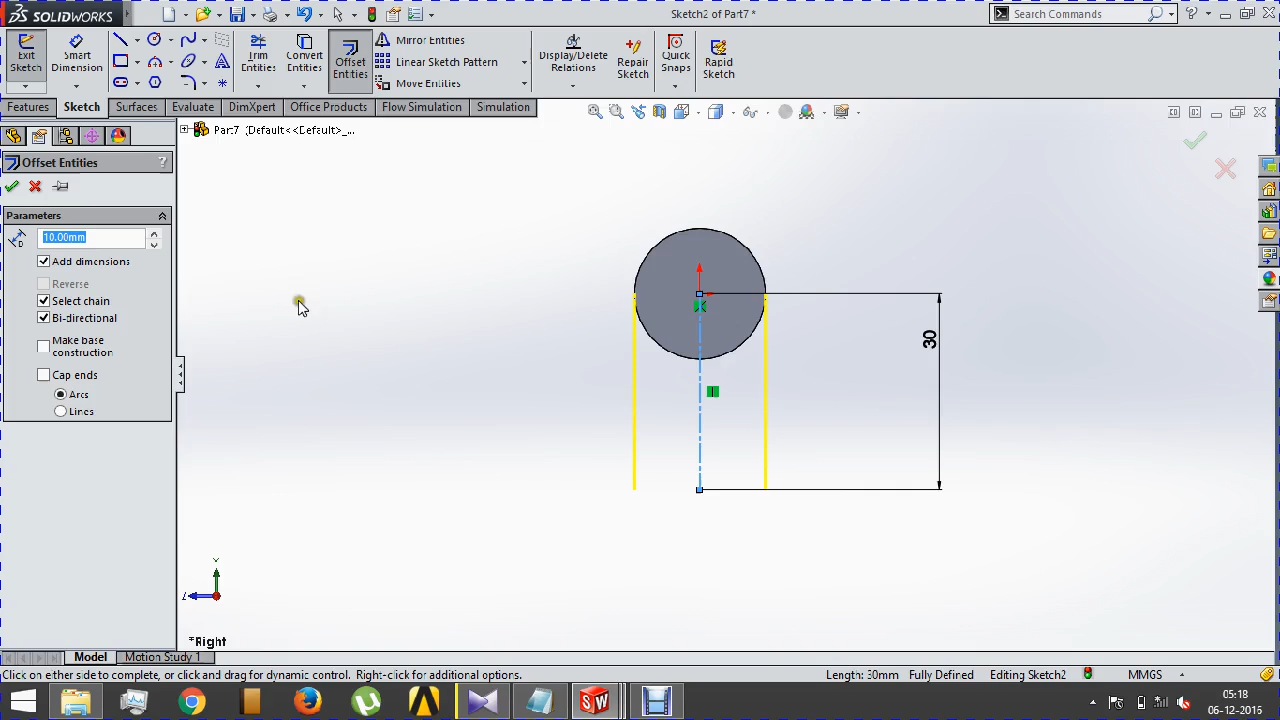 SOLIDWORKS
Sketch2 of Part7 *
Search Commands
Exit Sketch
Smart Dimension
Trim Entities
Convert Entities
Offset Entities
Mirror Entities
Linear Sketch Pattern
Move Entities
Display/Delete Relations
Repair Sketch
Quick Snaps
Rapid Sketch
Features
Sketch
Surfaces
Evaluate
DimXpert
Office Products
Flow Simulation
Simulation
Part7 (Default<<Default>_...
Offset Entities
?
Parameters
10.00mm
Add dimensions
Reverse
Select chain
Bi-directional
Make base construction
Cap ends
Arcs
Lines
30
Y
*Right
Model
Motion Study 1
Click on either side to complete, or click and drag for dynamic control. Right-click for additional options.
Length: 30mm
Fully Defined
Editing Sketch2
MMGS
05:18
06-12-2016